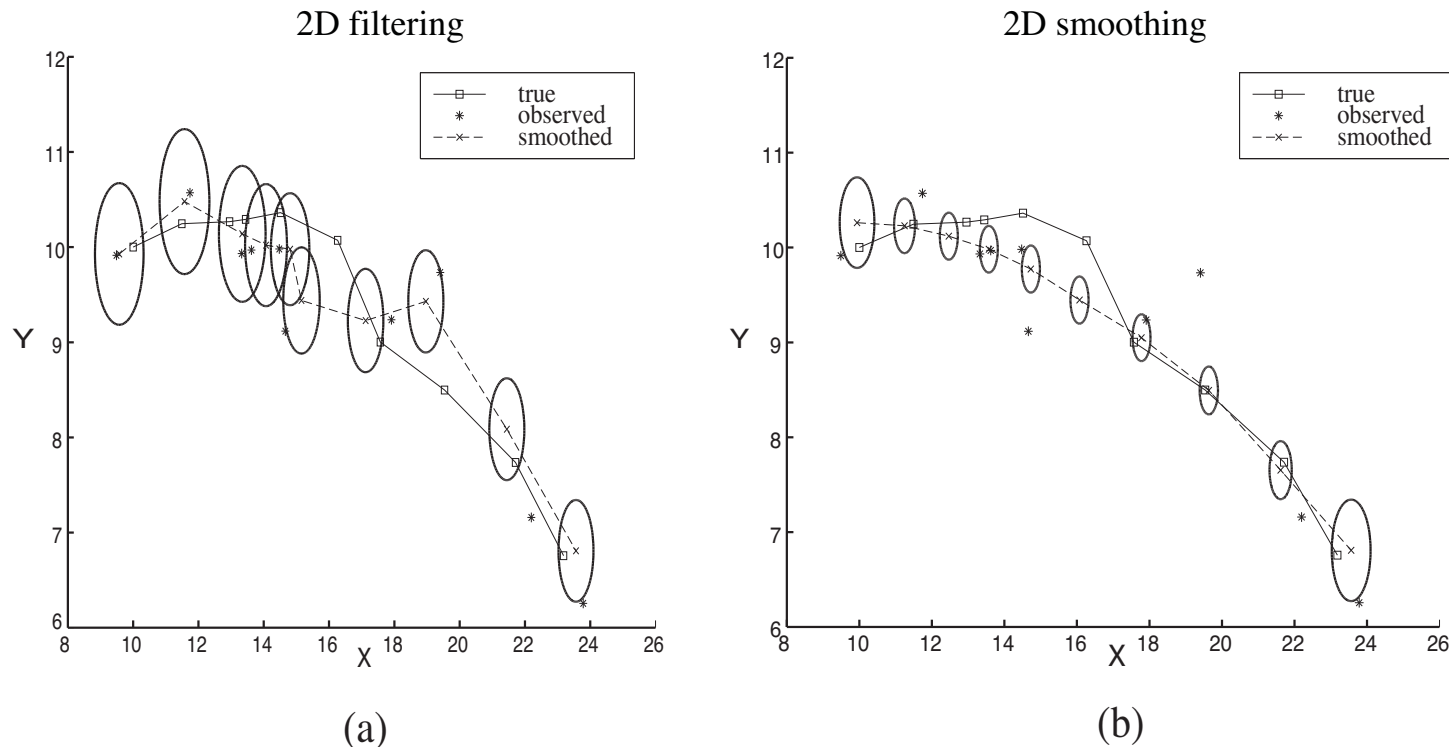 2D filtering
12
11
10
9
8
7
6
Y
8 10 12 14 16 18 20 22 24 26
X
true
observed
smoothed
(a)
2D smoothing
12
11
10
9
8
7
6
Y
8 10 12 14 16 18 20 22 24 26
X
true
observed
smoothed
(b)